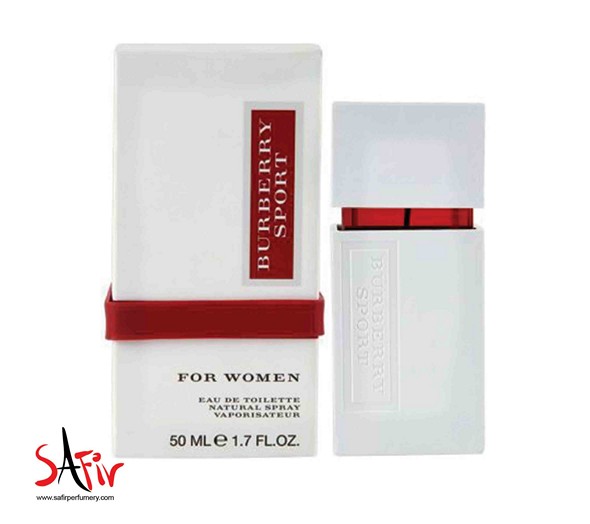 BURBERRY
SPORT
FOR WOMEN
EAU DE TOILETTE
NATURAL SPRAY
VAPORISATEUR
50 ML e 1.7 FL.OZ.
BURBERRY
SPORT
SAFir
www.safirperfumery.com